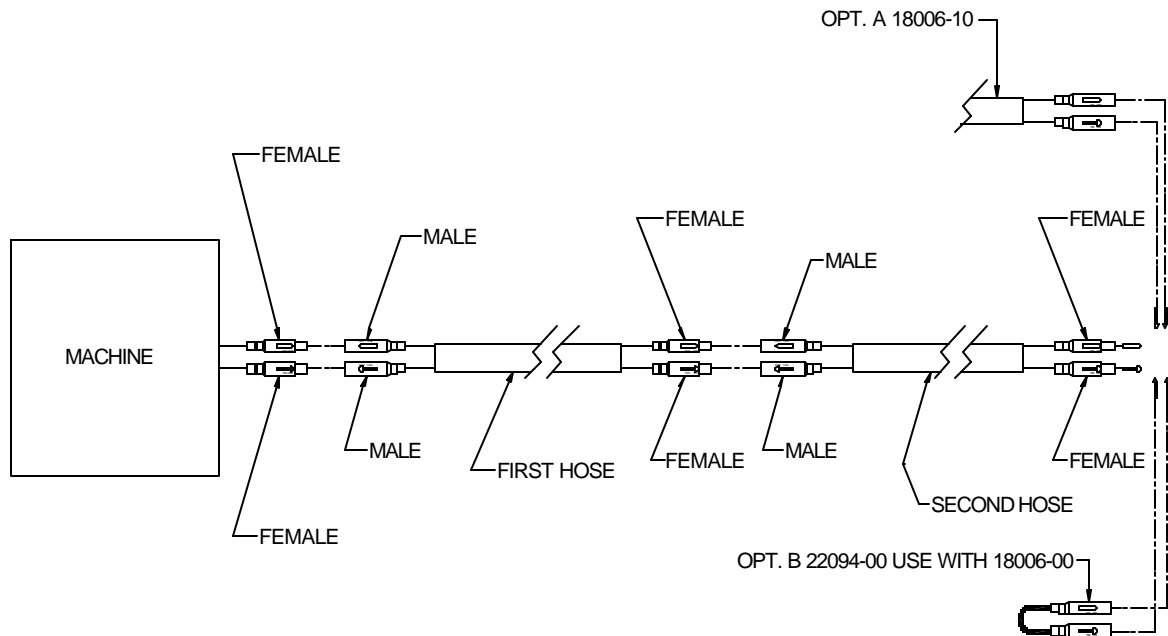 OPT. A 18006-10
FEMALE
FEMALE
FEMALE
MALE
MALE
MACHINE
MALE
FEMALE
MALE
FEMALE
FIRST HOSE
SECOND HOSE
FEMALE
OPT. B 22094-00 USE WITH 18006-00